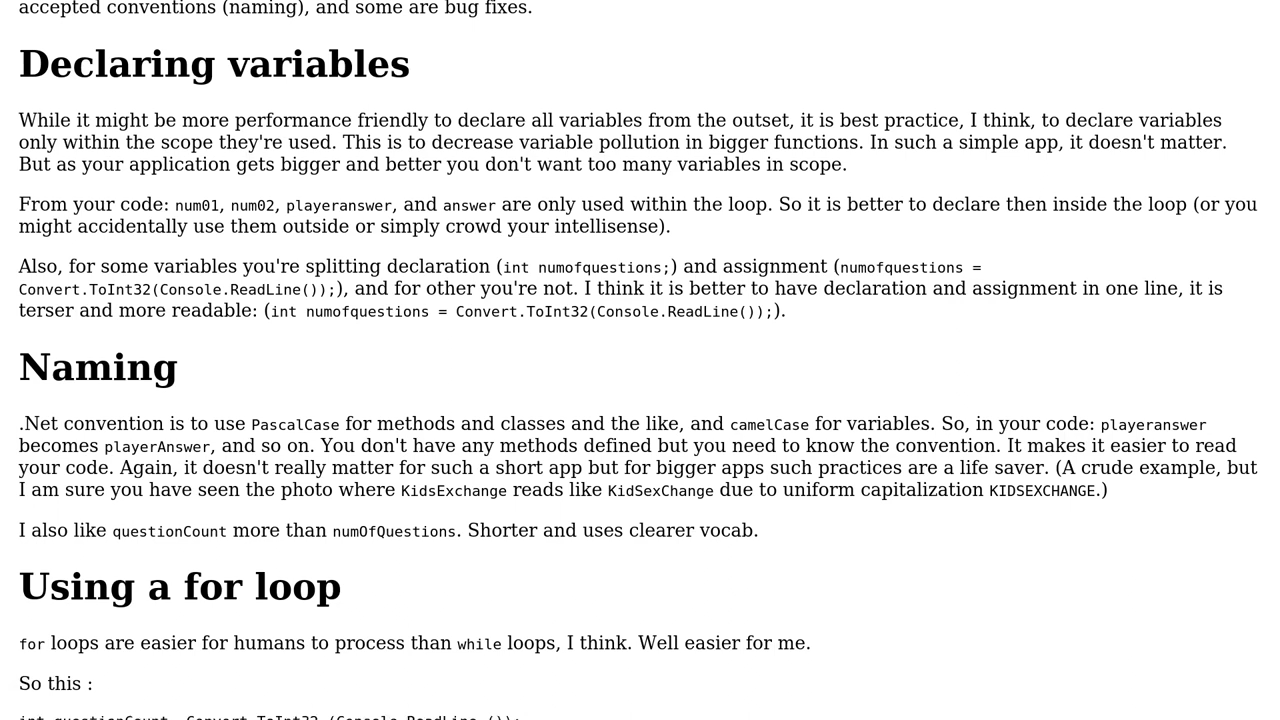 accepted conventions (naming), and some are bug fixes.
Declaring variables
While it might be more performance friendly to declare all variables from the outset, it is best practice, I think, to declare variables
only within the scope they're used. This is to decrease variable pollution in bigger functions. In such a simple app, it doesn't matter.
But as your application gets bigger and better you don't want too many variables in scope.
From your code: num01, num02, playeranswer, and answer are only used within the loop. So it is better to declare then inside the loop (or you
might accidentally use them outside or simply crowd your intellisense).
Also, for some variables you're splitting declaration (int numofquestions;) and assignment (numofquestions =
Convert.ToInt32(Console.ReadLine());), and for other you're not. I think it is better to have declaration and assignment in one line, it is
terser and more readable: (int numofquestions = Convert.ToInt32(Console.ReadLine());).
Naming
.Net convention is to use PascalCase for methods and classes and the like, and camelCase for variables. So, in your code: playeranswer
becomes playerAnswer, and so on. You don't have any methods defined but you need to know the convention. It makes it easier to read
your code. Again, it doesn't really matter for such a short app but for bigger apps such practices are a life saver. (A crude example, but
I am sure you have seen the photo where KidsExchange reads like KidSexChange due to uniform capitalization KIDSEXCHANGE.)
I also like questionCount more than numOfQuestions. Shorter and uses clearer vocab.
Using a for loop
for loops are easier for humans to process than while loops, I think. Well easier for me.
So this :
int questionCount Convert.ToInt32 (Console.ReadLine ());